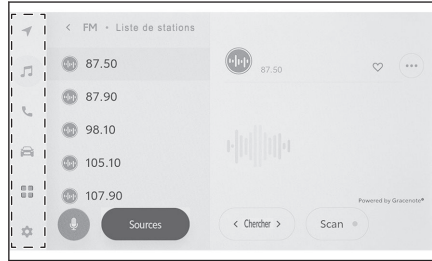 < FM • Liste de stations
87.50
87.90
98.10
105.10
107.90
Sources
87.50
Powered by Gracenote®
< Chercher >
Scan